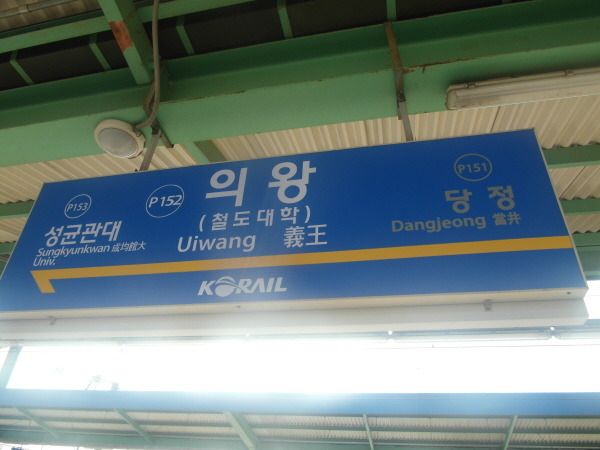 P153
성균관대
Sungkyunkwan 成均館大
Univ.
P152
의왕
(철도대학)
Uiwang 義王
KORAIL
P151
당정
Dangjeong 當井